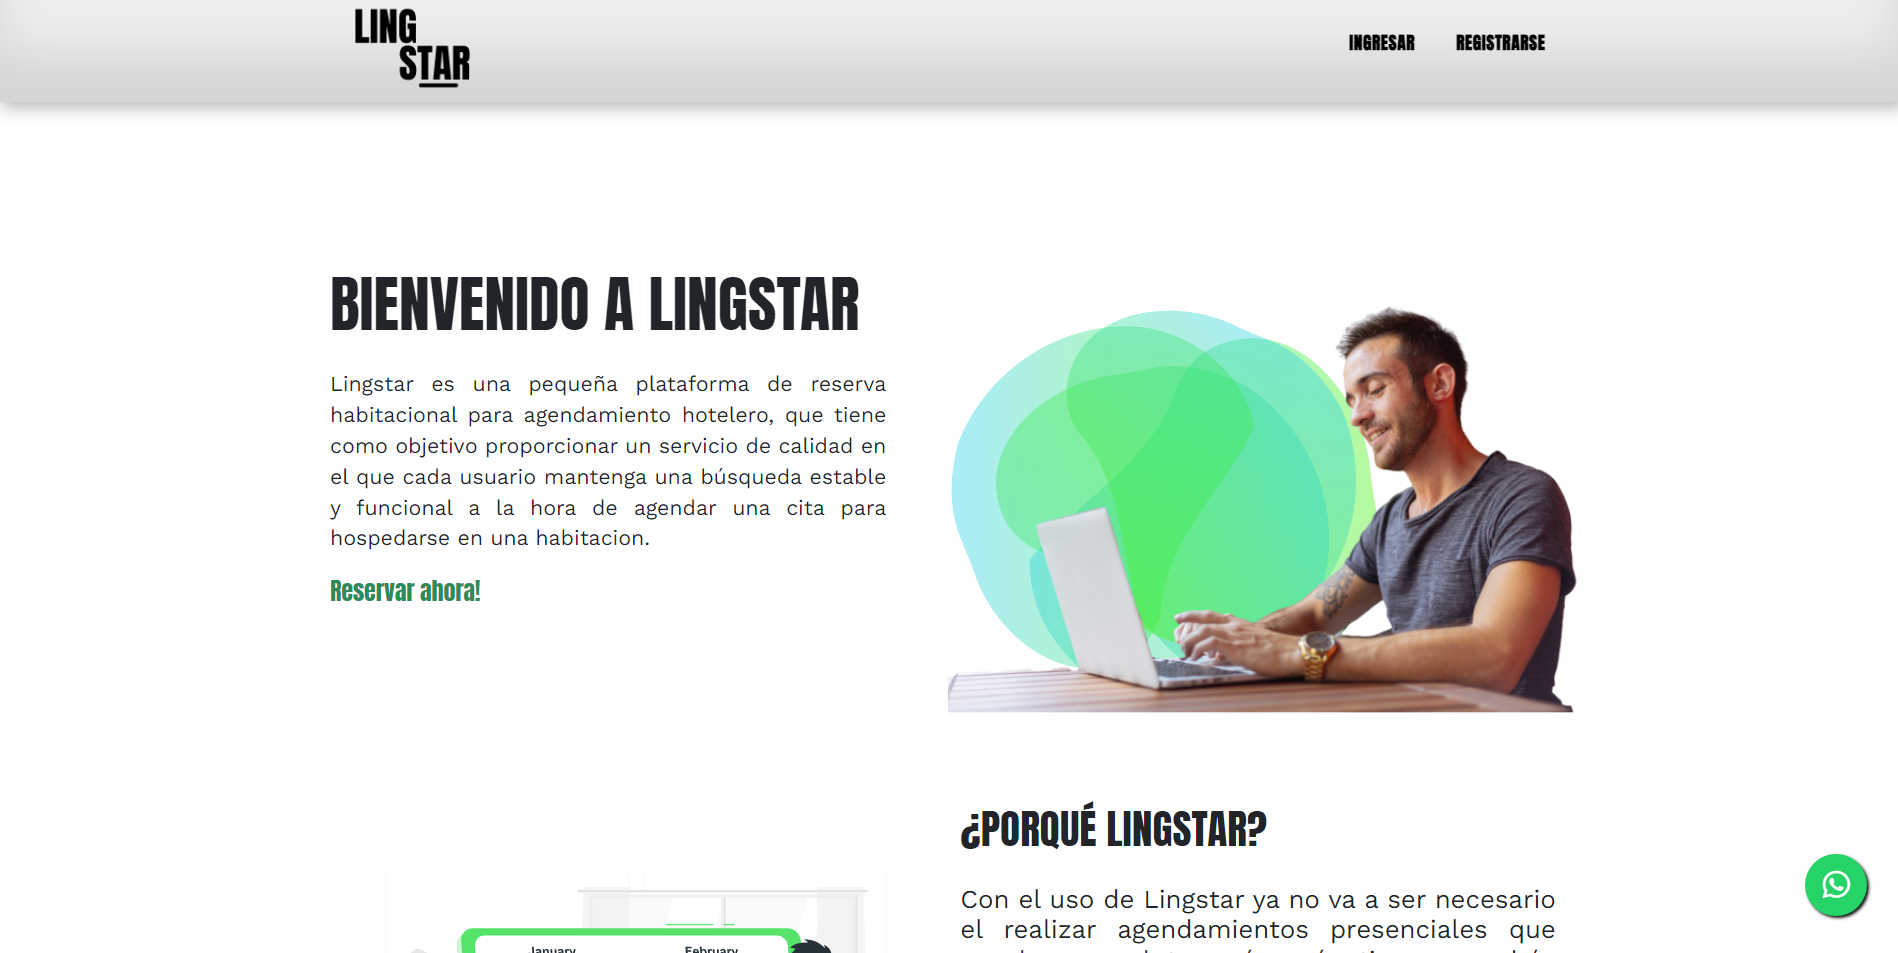 LING
STAR
INGRESAR
REGISTRARSE
BIENVENIDO A LINGSTAR
Lingstar es una pequeña plataforma de reserva
habitacional para agendamiento hotelero, que tiene
como objetivo proporcionar un servicio de calidad en
el que cada usuario mantenga una búsqueda estable
y funcional a la hora de agendar una cita para
hospedarse en una habitacion.
Reservar ahora!
¿PORQUÉ LINGSTAR?
Con el uso de Lingstar ya no va a ser necesario
el realizar agendamientos presenciales que
January
February